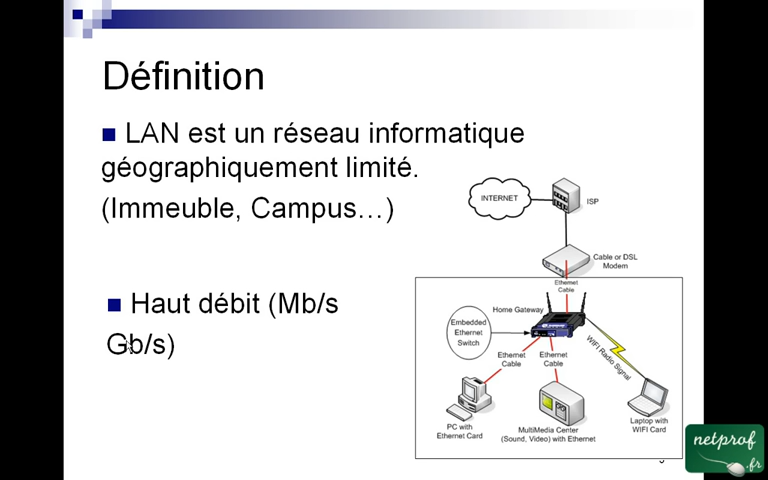 Définition
LAN est un réseau informatique
géographiquement limité.
(Immeuble, Campus…)
INTERNET
ISP
Cable or DSL
Modem
Ethernet
Cable
Haut débit (Mb/s
Gb/s)
Home Gateway
Embedded
Ethernet
Switch
WIFI Radio Signal
Ethernet
Cable
Ethernet
Cable
PC with
Ethernet Card
MultiMedia Center
(Sound, Video) with Ethernet
Laptop with
WIFI Card
netprof
.fr